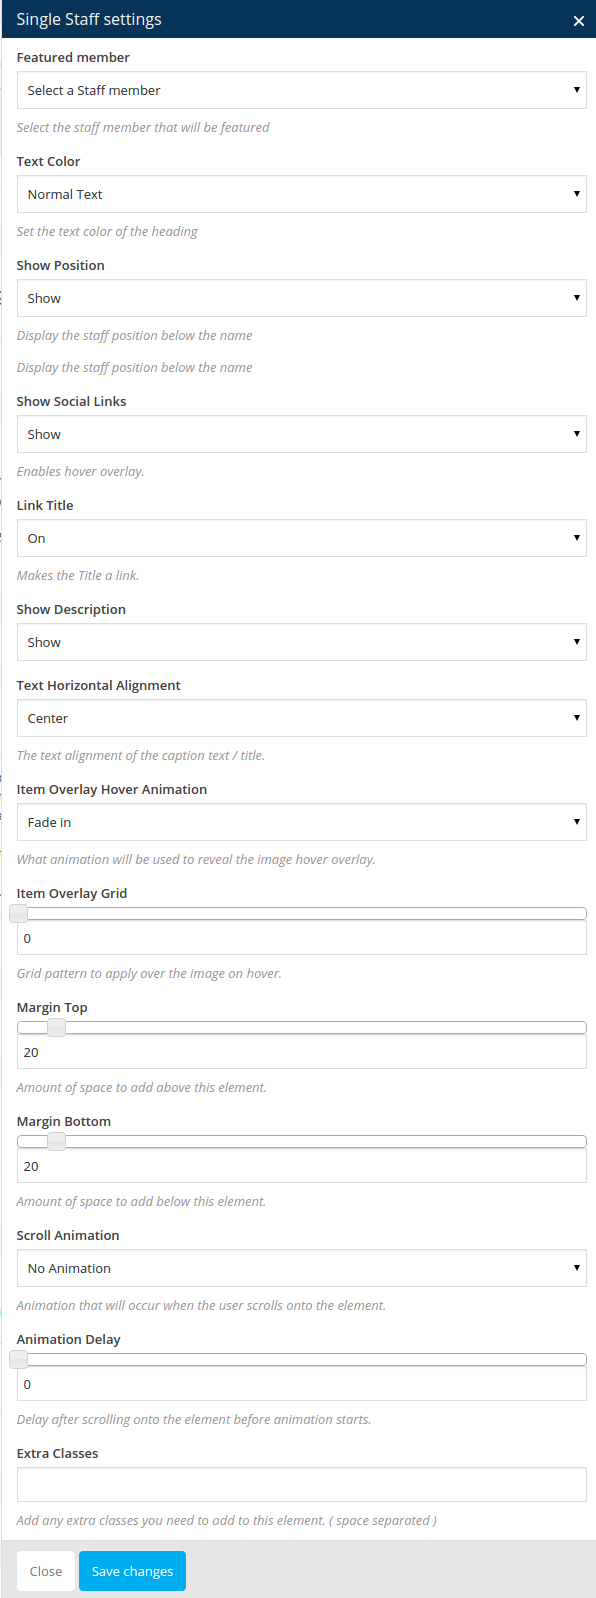 Single Staff settings ×
Featured member
Select a Staff member
Select the staff member that will be featured
Text Color
Normal Text
Set the text color of the heading
Show Position
Show
Display the staff position below the name
Display the staff position below the name
Show Social Links
Show
Enables hover overlay.
Link Title
On
Makes the Title a link.
Show Description
Show
Text Horizontal Alignment
Center
The text alignment of the caption text / title.
Item Overlay Hover Animation
Fade in
What animation will be used to reveal the image hover overlay.
Item Overlay Grid
0
Grid pattern to apply over the image on hover.
Margin Top
20
Amount of space to add above this element.
Margin Bottom
20
Amount of space to add below this element.
Scroll Animation
No Animation
Animation that will occur when the user scrolls onto the element.
Animation Delay
0
Delay after scrolling onto the element before animation starts.
Extra Classes
Add any extra classes you need to add to this element. ( space separated )
Close Save changes